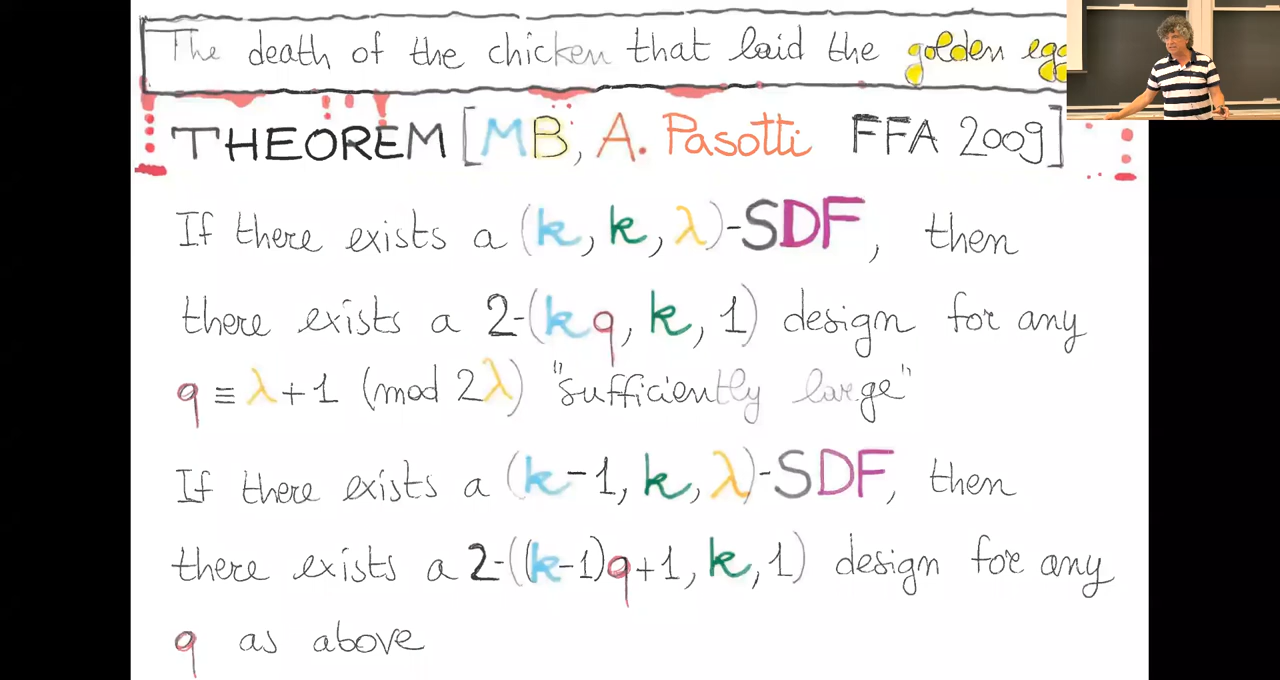 The death of the chicken that laid the golden egg
THEOREM [MB, A. Pasotti FFA 2009]
If there exists a (k, k, λ)-SDF, then
there exists a 2-(kq, k, 1) design for any
q ≡ λ+1 (mod 2λ) "sufficiently large"
If there exists a (k-1, k, λ)-SDF, then
there exists a 2-((k-1)q+1, k, 1) design for any
q as above